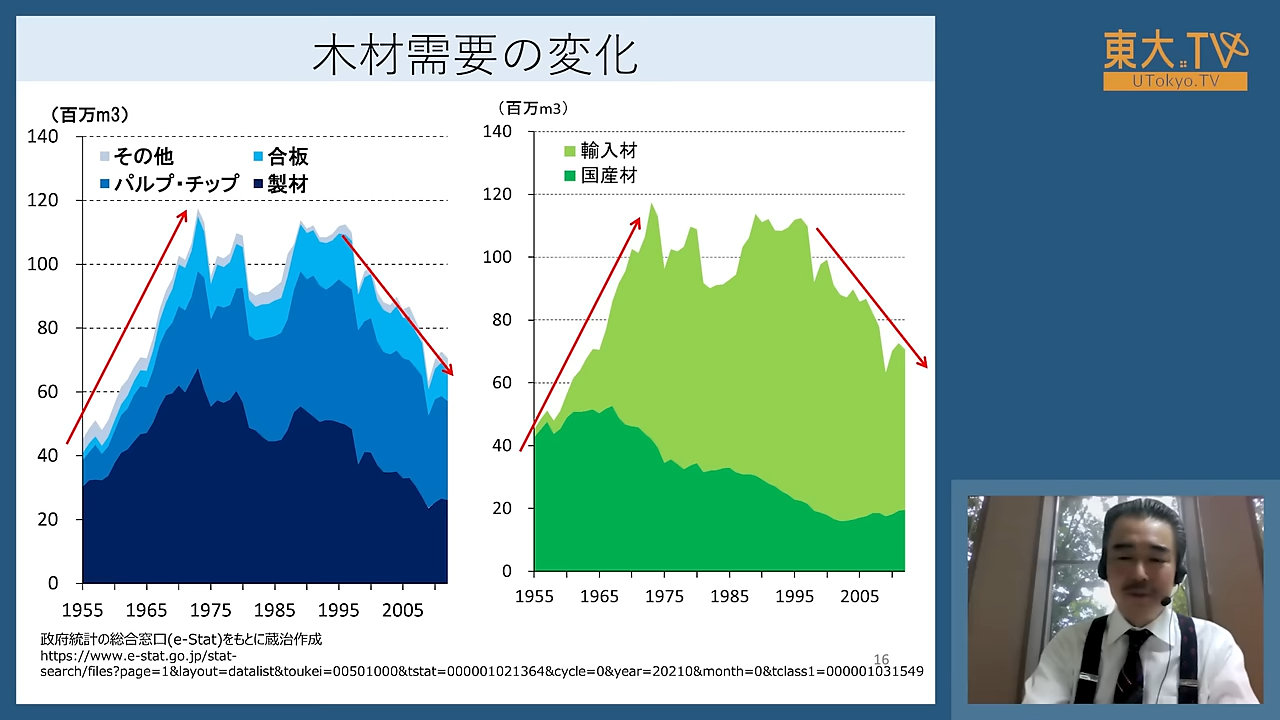 木材需要の変化
東大.TV
UTokyo.TV
（百万m3）
140
120
100
80
60
40
20
0
その他
合板
パルプ・チップ
製材
1955 1965 1975 1985 1995 2005
（百万m3）
140
120
100
80
60
40
20
0
輸入材
国産材
1955 1965 1975 1985 1995 2005
政府統計の総合窓口(e-Stat)をもとに蔵治作成
https://www.e-stat.go.jp/stat-
search/files?page=1&layout=datalist&toukei=00501000&tstat=000001021364&cycle=0&year=20210&month=0&tclass1=000001031549
16